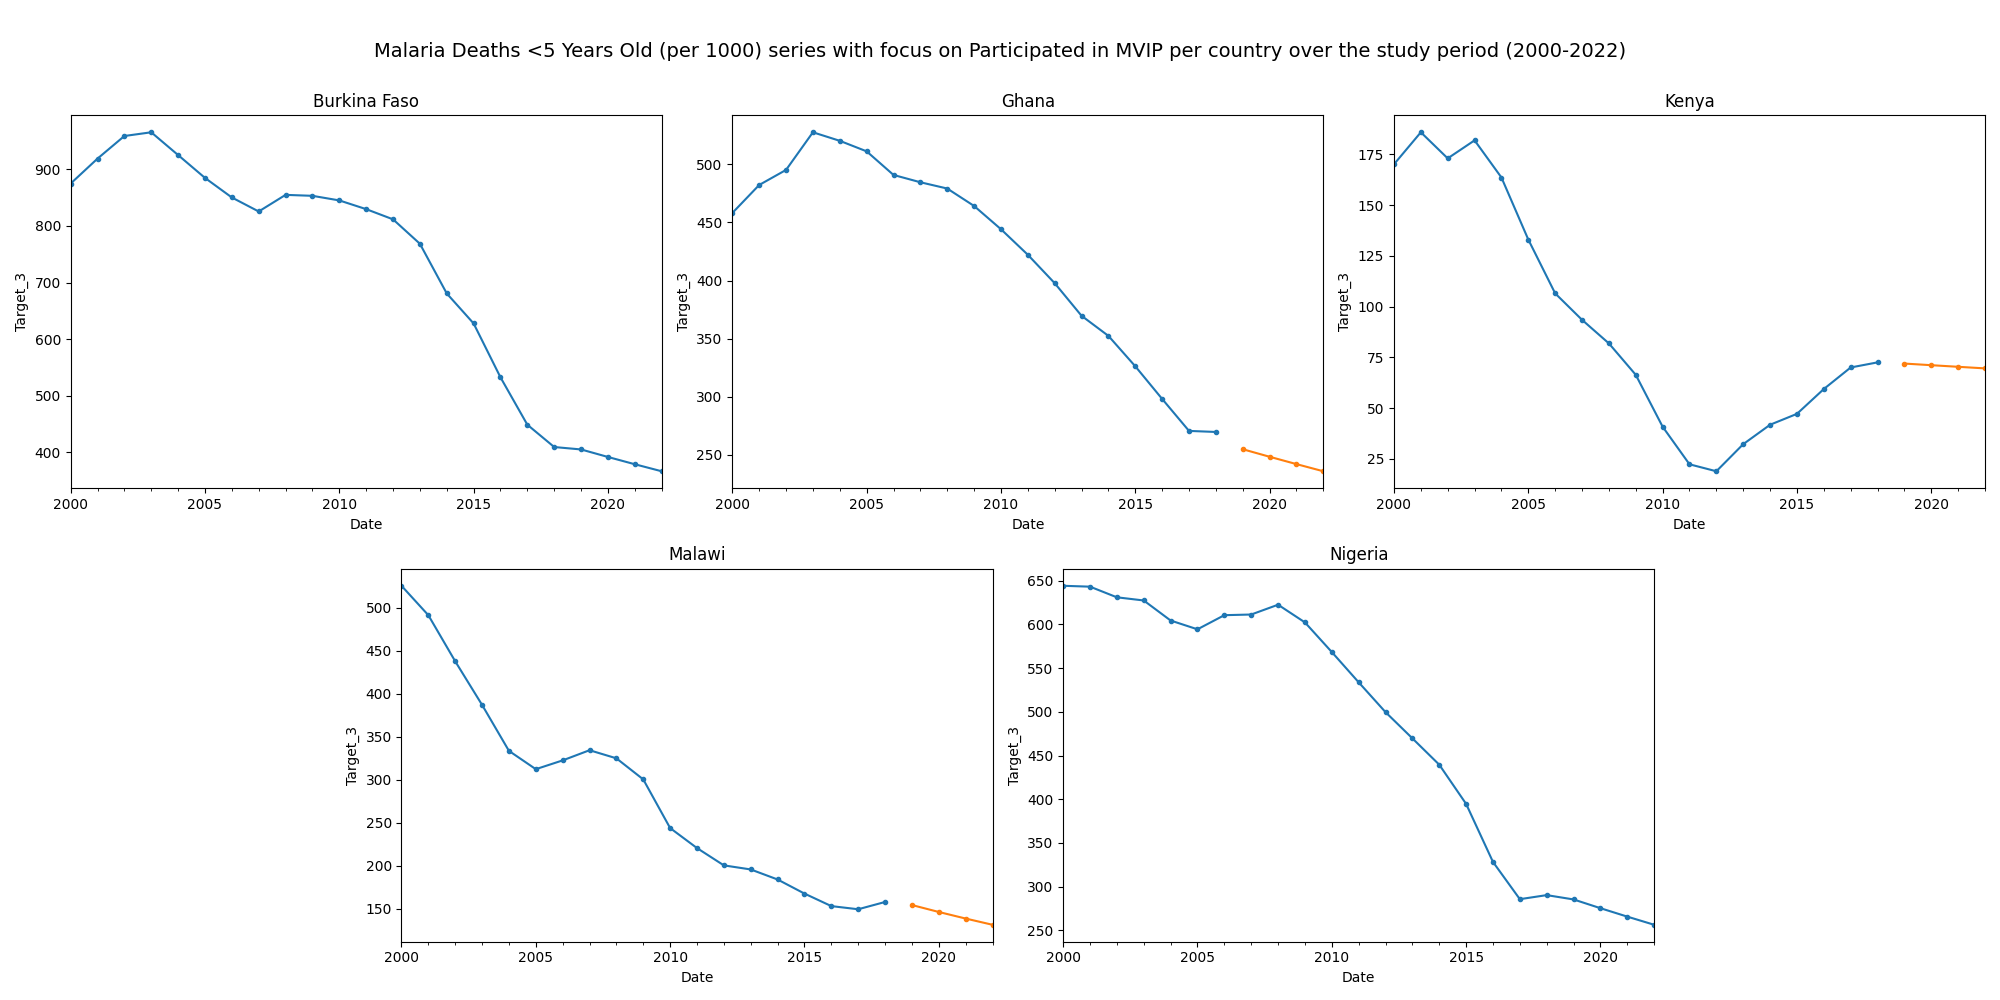 Malaria Deaths <5 Years Old (per 1000) series with focus on Participated in MVIP per country over the study period (2000-2022)
Burkina Faso
900
800
700
600
500
400
Target_3
2000 2005 2010 2015 2020
Date
Ghana
500
450
400
350
300
250
Target_3
2000 2005 2010 2015 2020
Date
Kenya
175
150
125
100
75
50
25
Target_3
2000 2005 2010 2015 2020
Date
Malawi
500
450
400
350
300
250
200
150
Target_3
2000 2005 2010 2015 2020
Date
Nigeria
650
600
550
500
450
400
350
300
250
Target_3
2000 2005 2010 2015 2020
Date